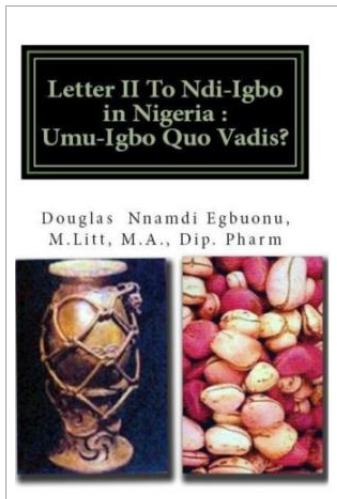 Letter II To Ndi-Igbo
in Nigeria :
Umu-Igbo Quo Vadis?
Douglas Nnamdi Egbuonu,
M.Litt, M.A., Dip. Pharm